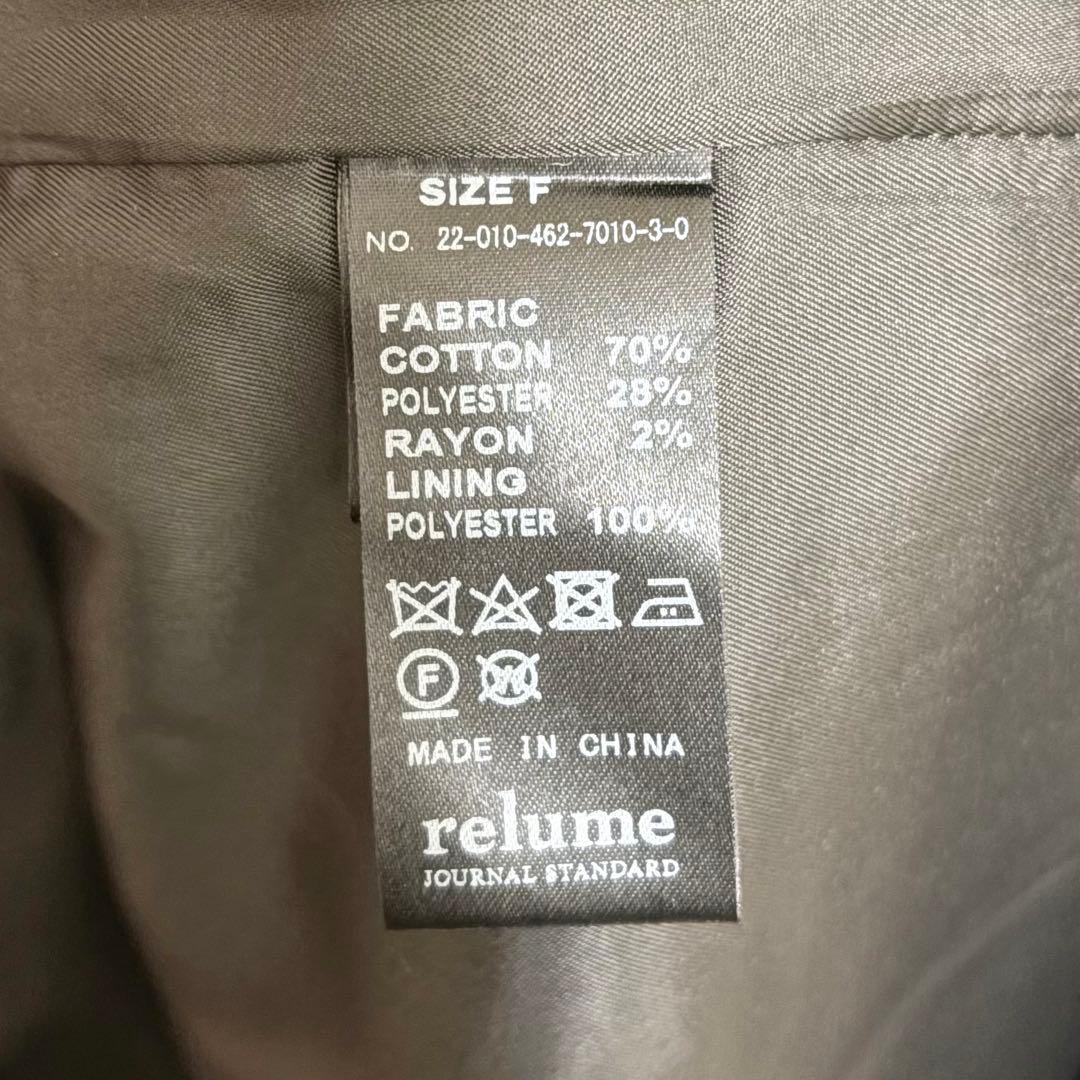 SIZE F
NO. 22-010-462-7010-3-0
FABRIC
COTTON 70%
POLYESTER 28%
RAYON 2%
LINING
POLYESTER 100%
F W
MADE IN CHINA
relume
JOURNAL STANDARD